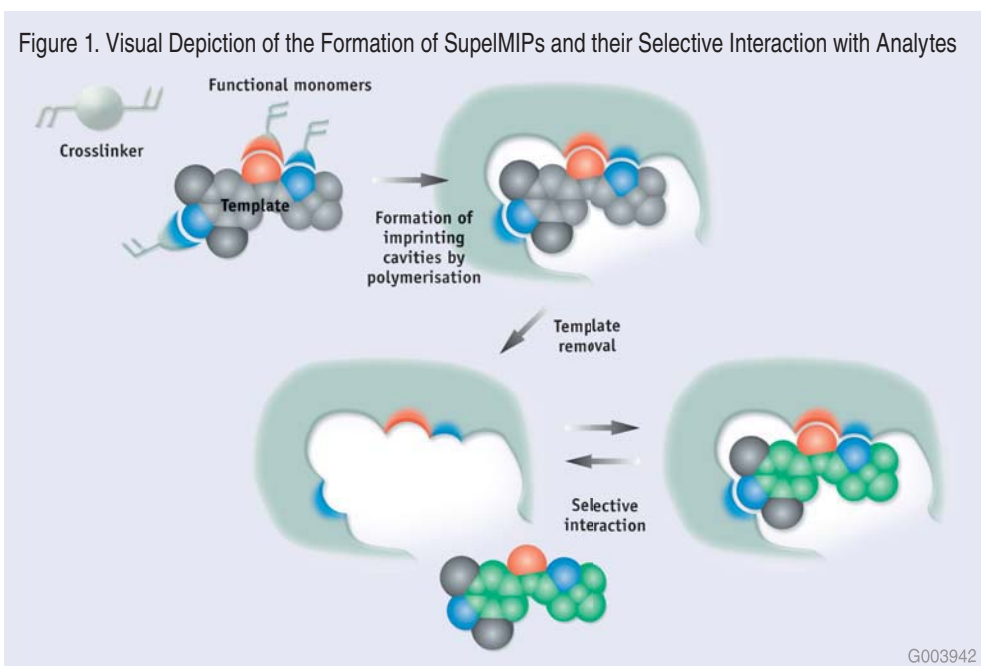 Figure 1. Visual Depiction of the Formation of SupelMIPs and their Selective Interaction with Analytes
Functional monomers
Crosslinker
Template
Formation of
imprinting
cavities by
polymerisation
Template
removal
Selective
interaction
G003942